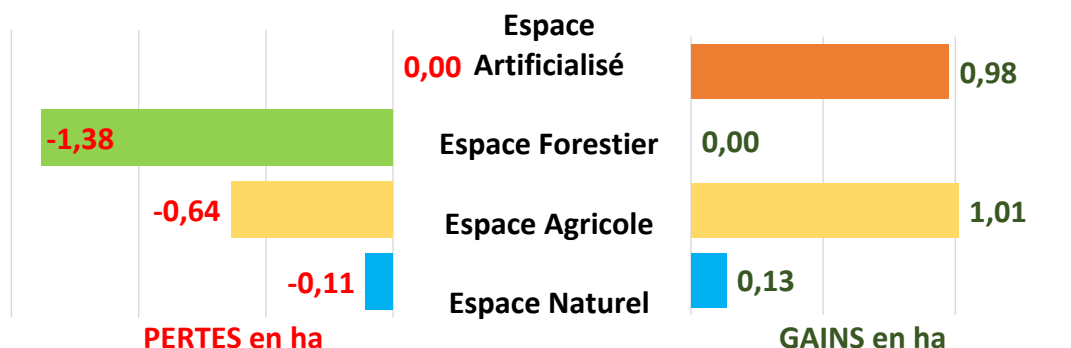 Espace
0,00 Artificialisé 0,98
-1,38 Espace Forestier 0,00
-0,64 Espace Agricole 1,01
-0,11 Espace Naturel 0,13
PERTES en ha GAINS en ha